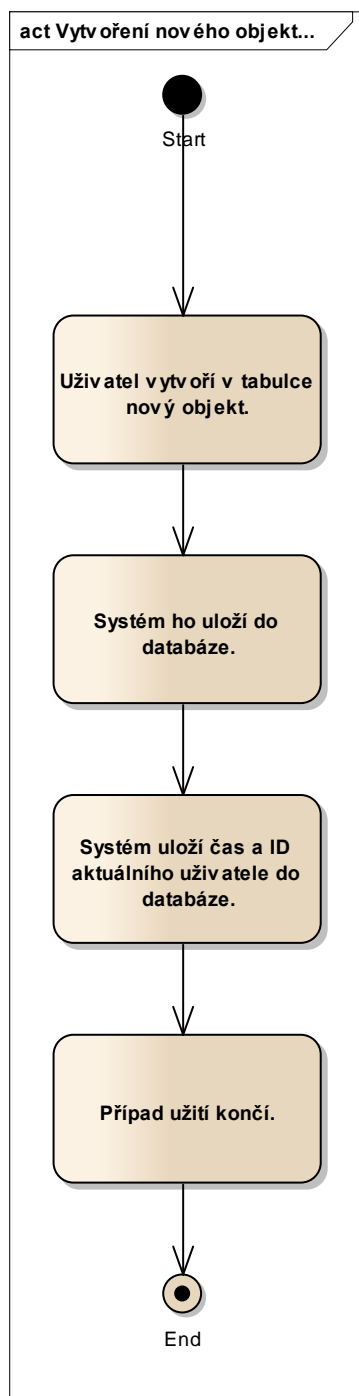 act Vytvoření nového objekt...
Start
Uživatel vytvoří v tabulce
nový objekt.
Systém ho uloží do
databáze.
Systém uloží čas a ID
aktuálního uživatele do
databáze.
Případ užití končí.
End